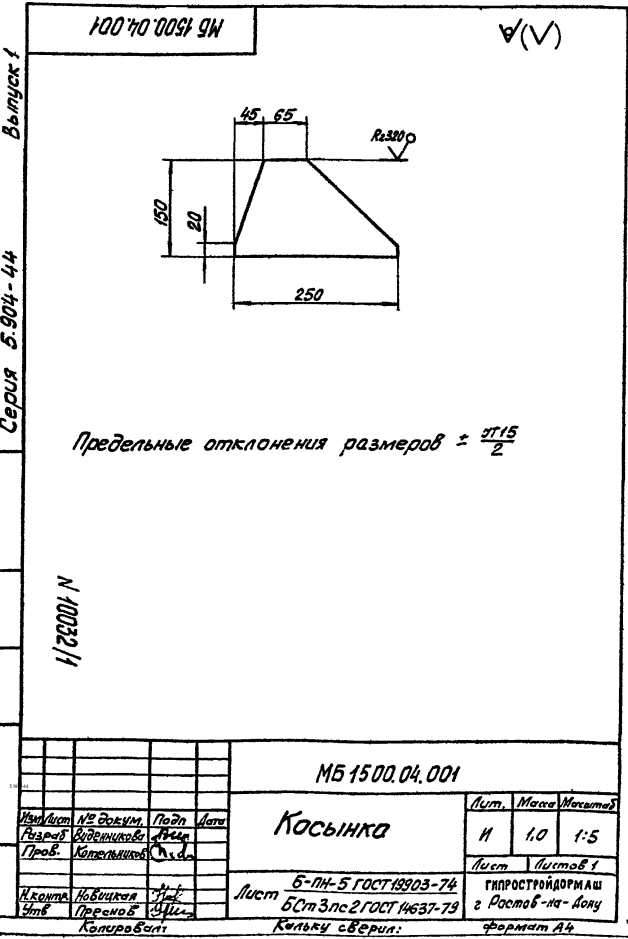 МБ 1500.04.001
∀(√)
Выпуск 1
Серия 5.904-44
45 65
Rz320
150
20
250
Предельные отклонения размеров ± IT15/2
N 10032/1
МБ 1500.04.001
Изм Лист № докум. Подп Дата
Разраб Виденникова
Пров. Котельников
Н.контр Новицкая
Утв Преснов
Косынка
Лит. Масса Масштаб
И 1,0 1:5
Лист Листов 1
Лист Б-ПН-5 ГОСТ 19903-74
БСт3пс2 ГОСТ 14637-79
ГИПРОСТРОЙДОРМАШ
г Ростов-на-Дону
Копировал: Кальку сверил: формат А4